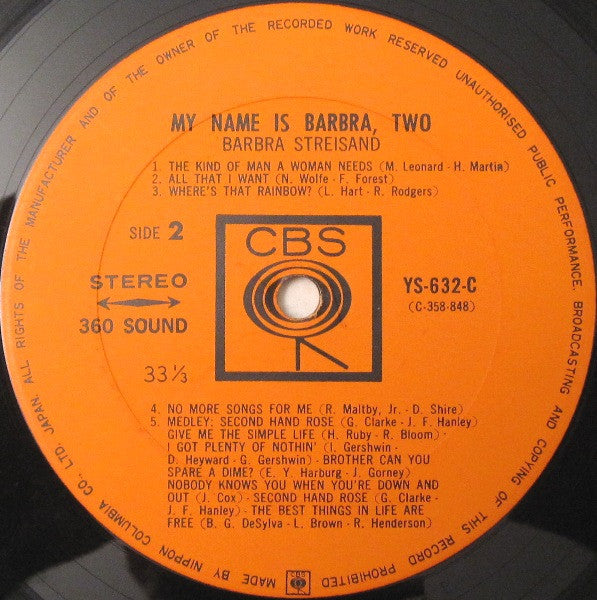 ALL RIGHTS OF THE MANUFACTURER AND OF THE OWNER OF THE RECORDED WORK RESERVED UNAUTHORISED PUBLIC PERFORMANCE, BROADCASTING AND COPYING OF THIS RECORD PROHIBITED
MADE BY NIPPON COLUMBIA CO., LTD. JAPAN.
MY NAME IS BARBRA, TWO
BARBRA STREISAND
1. THE KIND OF MAN A WOMAN NEEDS (M. Leonard - H. Martin)
2. ALL THAT I WANT (N. Wolfe - F. Forest)
3. WHERE'S THAT RAINBOW? (L. Hart - R. Rodgers)
SIDE 2
CBS
STEREO
YS-632-C
(C-358-848)
360 SOUND
33⅓
4. NO MORE SONGS FOR ME (R. Maltby, Jr. - D. Shire)
5. MEDLEY: SECOND HAND ROSE (G. Clarke - J. F. Hanley)
GIVE ME THE SIMPLE LIFE (H. Ruby - R. Bloom) -
I GOT PLENTY OF NOTHIN' (I. Gershwin -
D. Heyward - G. Gershwin) - BROTHER CAN YOU
SPARE A DIME? (E. Y. Harburg - J. Gorney)
NOBODY KNOWS YOU WHEN YOU'RE DOWN AND
OUT (J. Cox) - SECOND HAND ROSE (G. Clarke -
J. F. Hanley) - THE BEST THINGS IN LIFE ARE
FREE (B. G. DeSylva - L. Brown - R. Henderson)
CBS